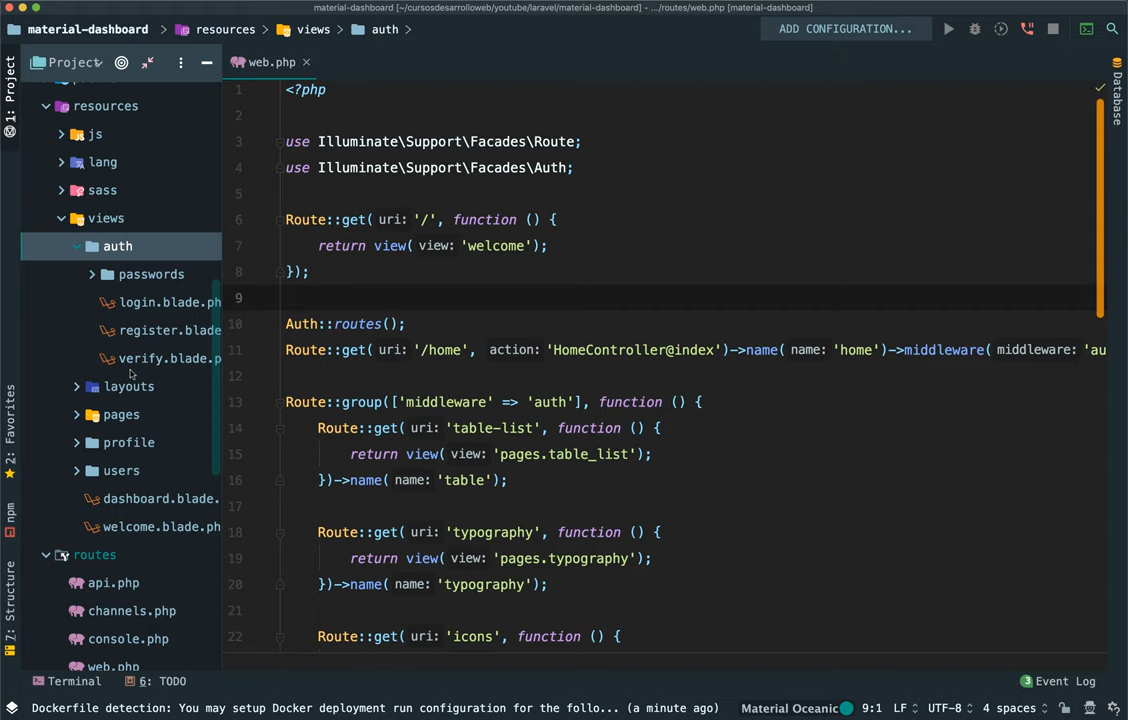 material-dashboard [~/cursosdesarrolloweb/youtube/laravel/material-dashboard] - .../routes/web.php [material-dashboard]
material-dashboard resources views auth ADD CONFIGURATION...
Project web.php
1: Project
resources
js
lang
sass
views
auth
passwords
login.blade.ph
register.blade
verify.blade.p
layouts
pages
profile
users
dashboard.blade.
welcome.blade.ph
routes
api.php
channels.php
console.php
web.php
2: Favorites
npm
7: Structure
1 <?php
2
3 use Illuminate\Support\Facades\Route;
4 use Illuminate\Support\Facades\Auth;
5
6 Route::get( uri: '/', function () {
7 return view( view: 'welcome');
8 });
9
10 Auth::routes();
11 Route::get( uri: '/home', action: 'HomeController@index')->name( name: 'home')->middleware( middleware: 'au
12
13 Route::group(['middleware' => 'auth'], function () {
14 Route::get( uri: 'table-list', function () {
15 return view( view: 'pages.table_list');
16 })->name( name: 'table');
17
18 Route::get( uri: 'typography', function () {
19 return view( view: 'pages.typography');
20 })->name( name: 'typography');
21
22 Route::get( uri: 'icons', function () {
Database
Terminal 6: TODO 3 Event Log
Dockerfile detection: You may setup Docker deployment run configuration for the follo... (a minute ago) Material Oceanic 9:1 LF UTF-8 4 spaces